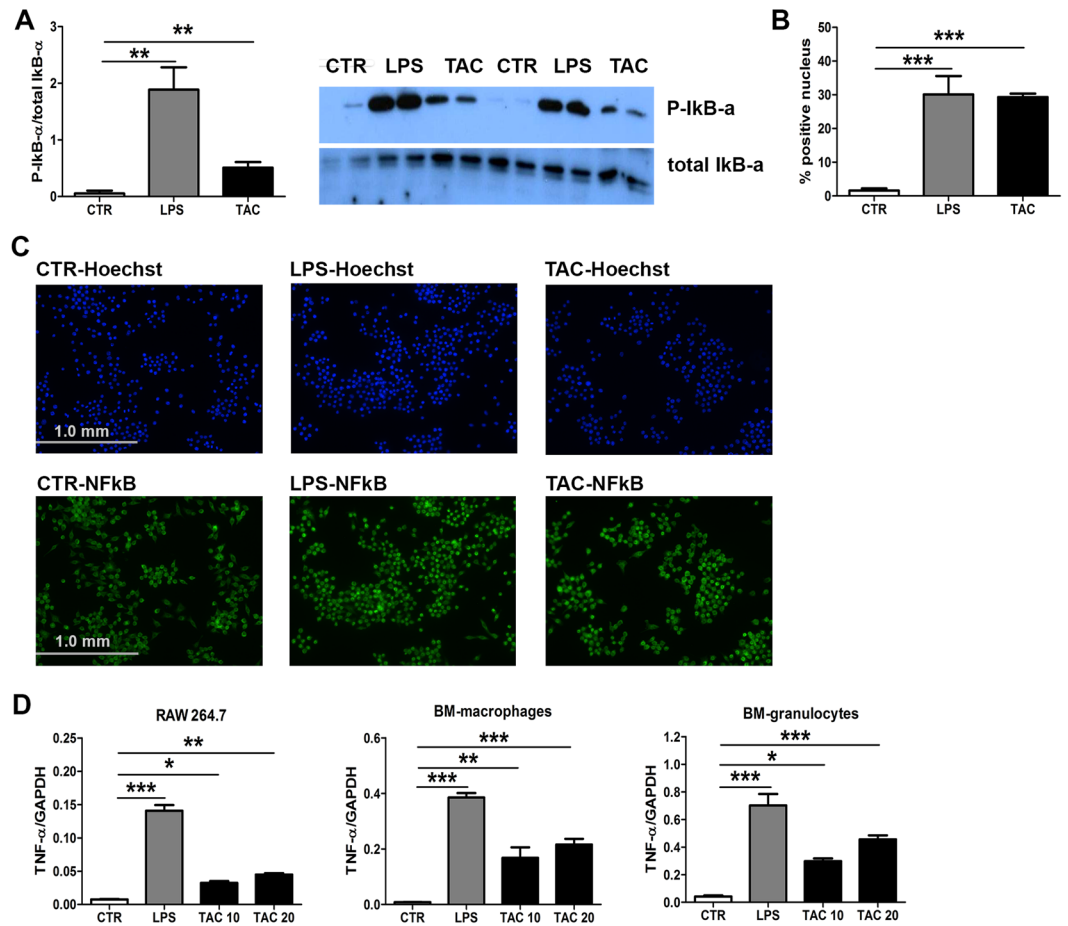 A
P-IkB-α/total IkB-α
3
2
1
0
**
**
CTR LPS TAC
CTR LPS TAC CTR LPS TAC
P-IkB-a
total IkB-a
B
% positive nucleus
50
40
30
20
10
0
***
***
CTR LPS TAC
C
CTR-Hoechst LPS-Hoechst TAC-Hoechst
1.0 mm
CTR-NFkB LPS-NFkB TAC-NFkB
1.0 mm
D
RAW 264.7
TNF-α/GAPDH
0.25
0.20
0.15
0.10
0.05
0.00
**
*
***
CTR LPS TAC 10 TAC 20
BM-macrophages
TNF-α/GAPDH
0.6
0.4
0.2
0.0
***
**
***
CTR LPS TAC 10 TAC 20
BM-granulocytes
TNF-α/GAPDH
1.2
1.0
0.8
0.6
0.4
0.2
0.0
***
*
***
CTR LPS TAC 10 TAC 20